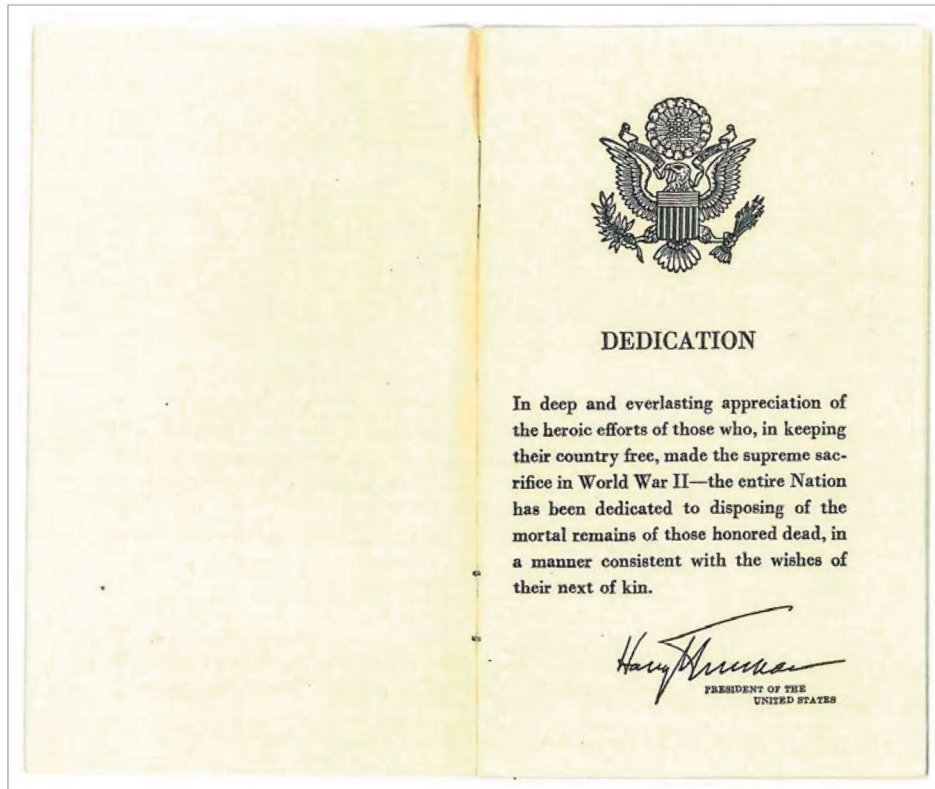 DEDICATION
In deep and everlasting appreciation of
the heroic efforts of those who, in keeping
their country free, made the supreme sac-
rifice in World War II—the entire Nation
has been dedicated to disposing of the
mortal remains of those honored dead, in
a manner consistent with the wishes of
their next of kin.
Harry Truman
PRESIDENT OF THE
UNITED STATES